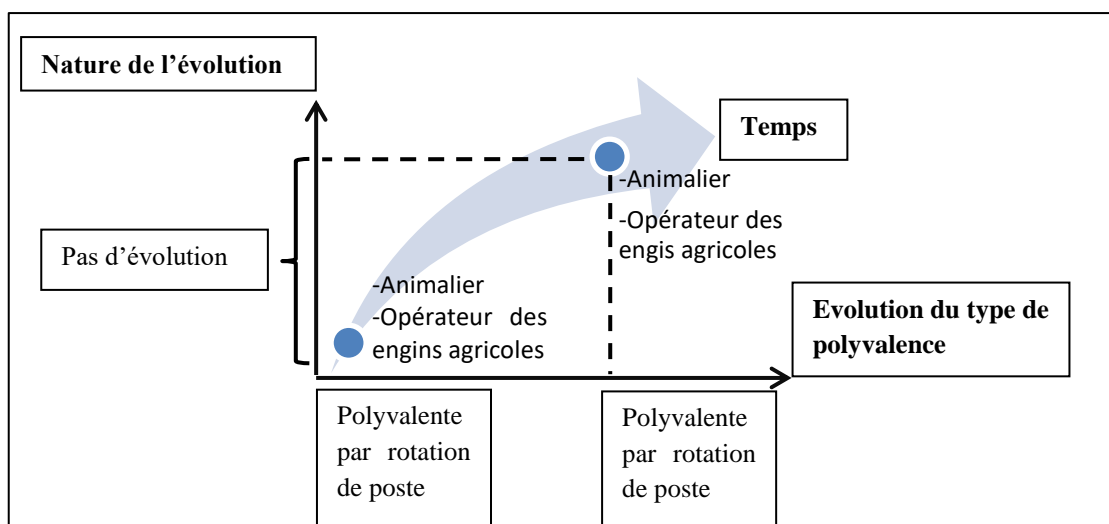 Nature de l’évolution
Temps
-Animalier
-Opérateur des
engis agricoles
Pas d’évolution
-Animalier
-Opérateur des
engins agricoles
Evolution du type de
polyvalence
Polyvalente
par rotation
de poste
Polyvalente
par rotation
de poste